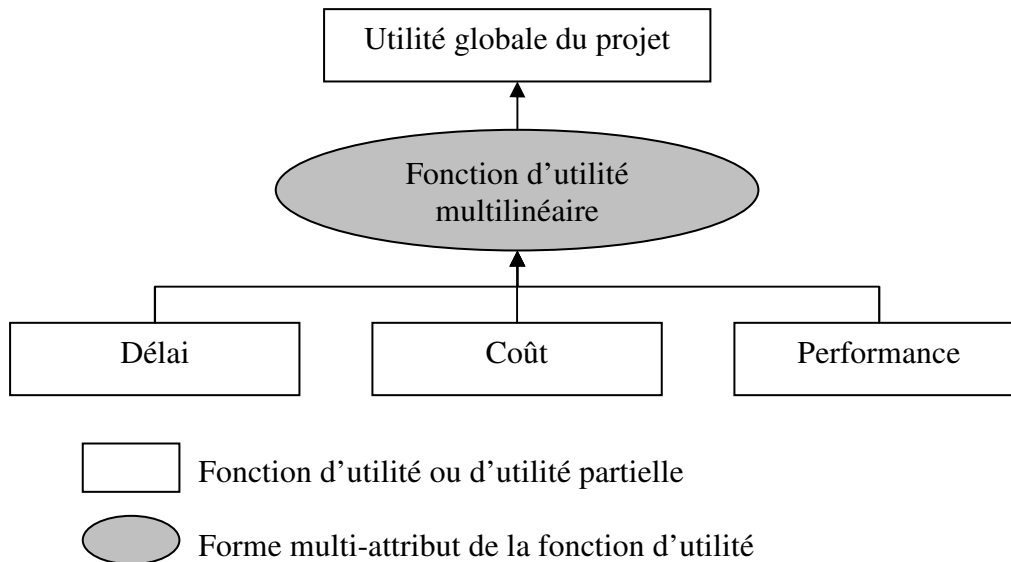 Utilité globale du projet
Fonction d’utilité
multilinéaire
Délai
Coût
Performance
Fonction d’utilité ou d’utilité partielle
Forme multi-attribut de la fonction d’utilité